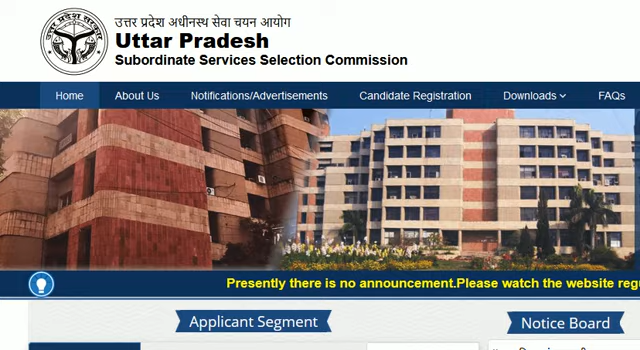 उत्तर प्रदेश अधीनस्थ सेवा चयन आयोग
Uttar Pradesh
Subordinate Services Selection Commission
Home About Us Notifications/Advertisements Candidate Registration Downloads FAQs
Presently there is no announcement.Please watch the website regu
Applicant Segment Notice Board